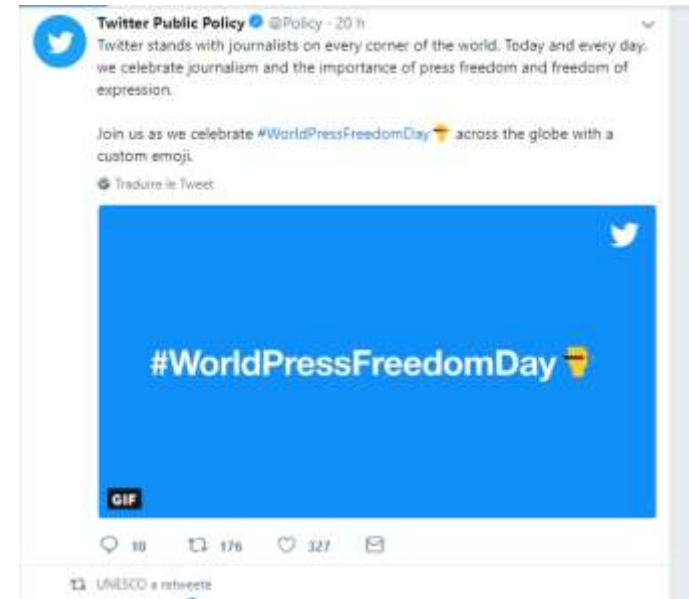 Twitter Public Policy @Policy · 20 h
Twitter stands with journalists on every corner of the world. Today and every day,
we celebrate journalism and the importance of press freedom and freedom of
expression.
Join us as we celebrate #WorldPressFreedomDay across the globe with a
custom emoji.
Traduire le Tweet
#WorldPressFreedomDay
GIF
10 176 327
UNESCO a retweeté